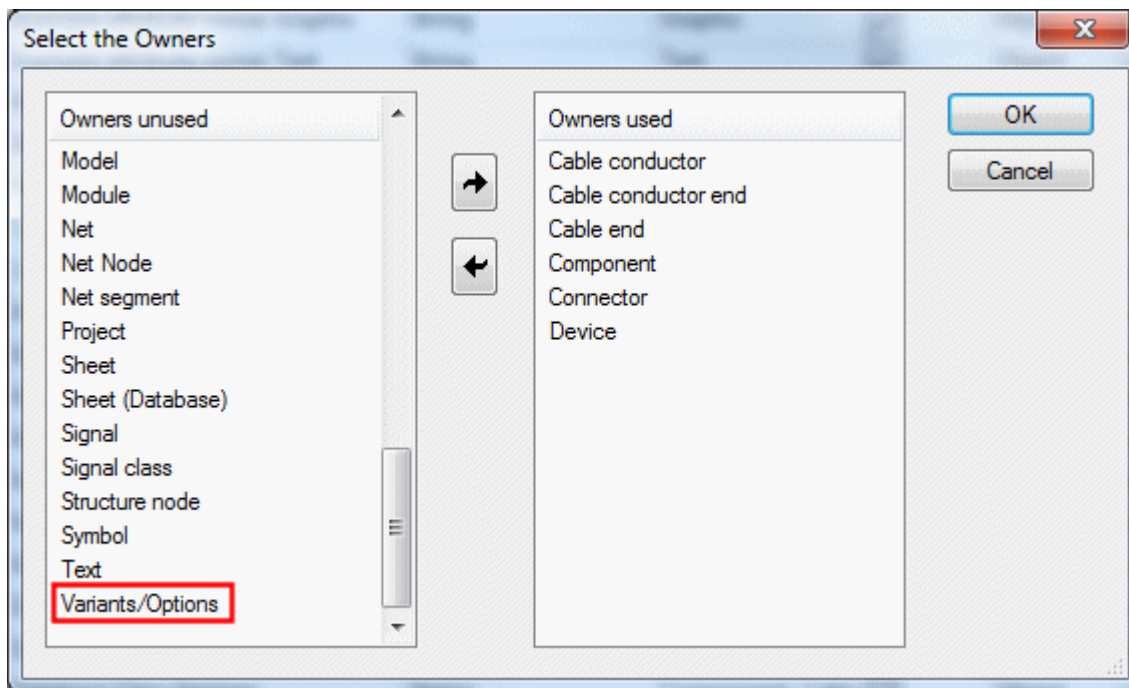 Select the Owners
Owners unused
Model
Module
Net
Net Node
Net segment
Project
Sheet
Sheet (Database)
Signal
Signal class
Structure node
Symbol
Text
Variants/Options
Owners used
Cable conductor
Cable conductor end
Cable end
Component
Connector
Device
OK
Cancel